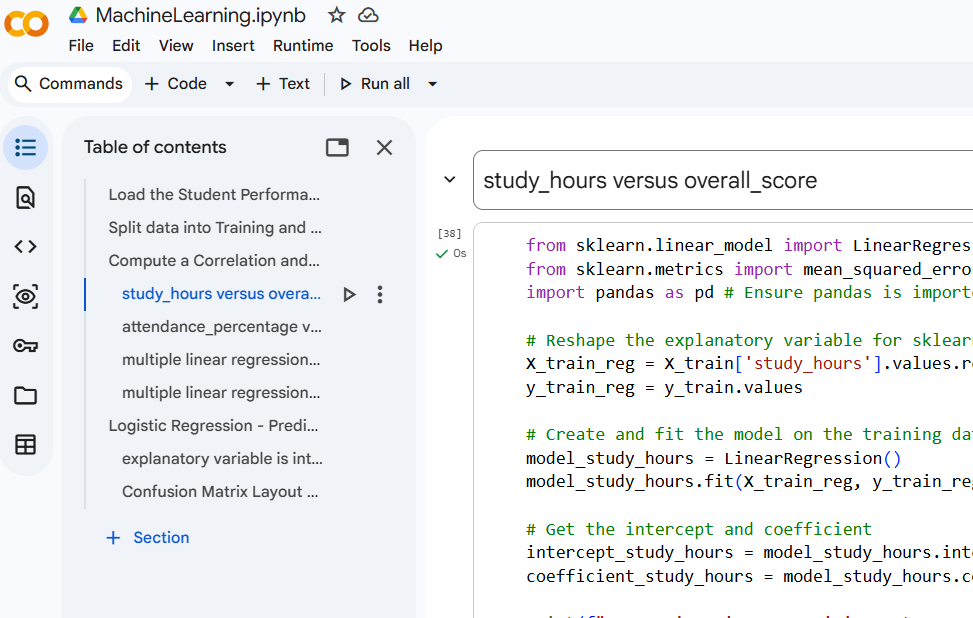 MachineLearning.ipynb
File Edit View Insert Runtime Tools Help
Commands + Code + Text Run all
Table of contents
Load the Student Performa...
Split data into Training and ...
Compute a Correlation and...
study_hours versus overa...
attendance_percentage v...
multiple linear regression...
multiple linear regression...
Logistic Regression - Predi...
explanatory variable is int...
Confusion Matrix Layout ...
+ Section
study_hours versus overall_score
[38]
0s
from sklearn.linear_model import LinearRegres
from sklearn.metrics import mean_squared_erro
import pandas as pd # Ensure pandas is import
# Reshape the explanatory variable for sklear
X_train_reg = X_train['study_hours'].values.r
y_train_reg = y_train.values
# Create and fit the model on the training da
model_study_hours = LinearRegression()
model_study_hours.fit(X_train_reg, y_train_re
# Get the intercept and coefficient
intercept_study_hours = model_study_hours.int
coefficient_study_hours = model_study_hours.c